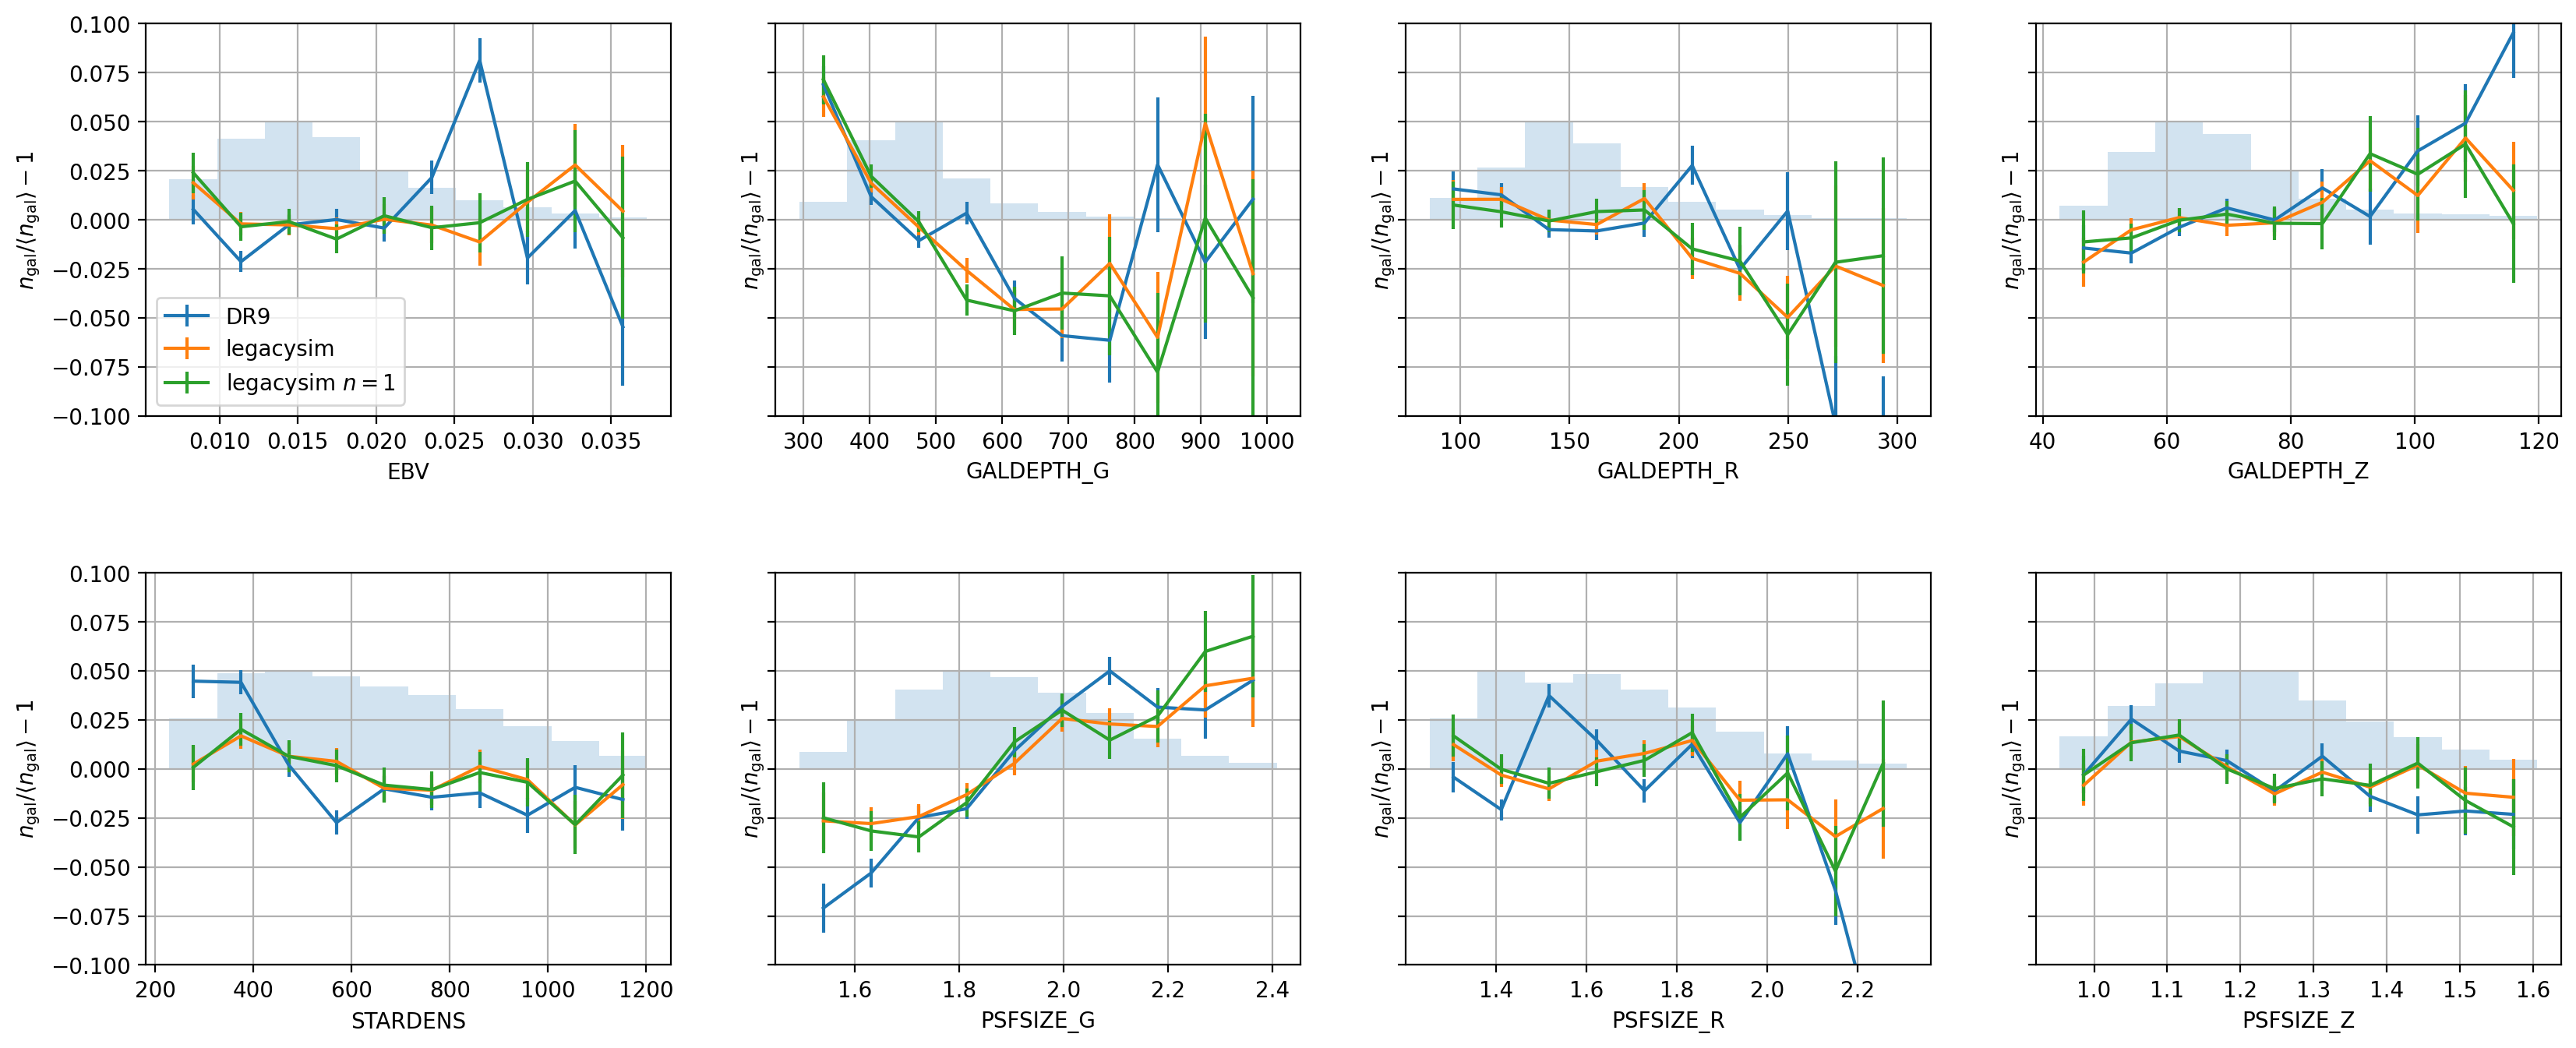 0.100
0.075
0.050
0.025
0.000
−0.025
−0.050
−0.075
−0.100
n_gal/⟨n_gal⟩ − 1
DR9
legacysim
legacysim n = 1
0.010 0.015 0.020 0.025 0.030 0.035
EBV
n_gal/⟨n_gal⟩ − 1
300 400 500 600 700 800 900 1000
GALDEPTH_G
n_gal/⟨n_gal⟩ − 1
100 150 200 250 300
GALDEPTH_R
n_gal/⟨n_gal⟩ − 1
40 60 80 100 120
GALDEPTH_Z
0.100
0.075
0.050
0.025
0.000
−0.025
−0.050
−0.075
−0.100
n_gal/⟨n_gal⟩ − 1
200 400 600 800 1000 1200
STARDENS
n_gal/⟨n_gal⟩ − 1
1.6 1.8 2.0 2.2 2.4
PSFSIZE_G
n_gal/⟨n_gal⟩ − 1
1.4 1.6 1.8 2.0 2.2
PSFSIZE_R
n_gal/⟨n_gal⟩ − 1
1.0 1.1 1.2 1.3 1.4 1.5 1.6
PSFSIZE_Z